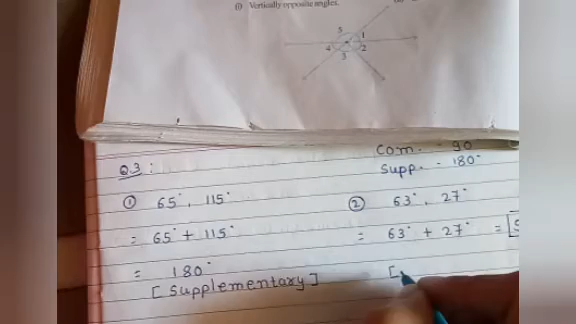 (i) Vertically opposite angles.
5
1
4
2
3
Com. - 90
Supp. - 180°
Q.3 :
① 65°, 115°
② 63°, 27°
= 65° + 115°
= 63° + 27° =
= 180°
[ Supplementary ]
[